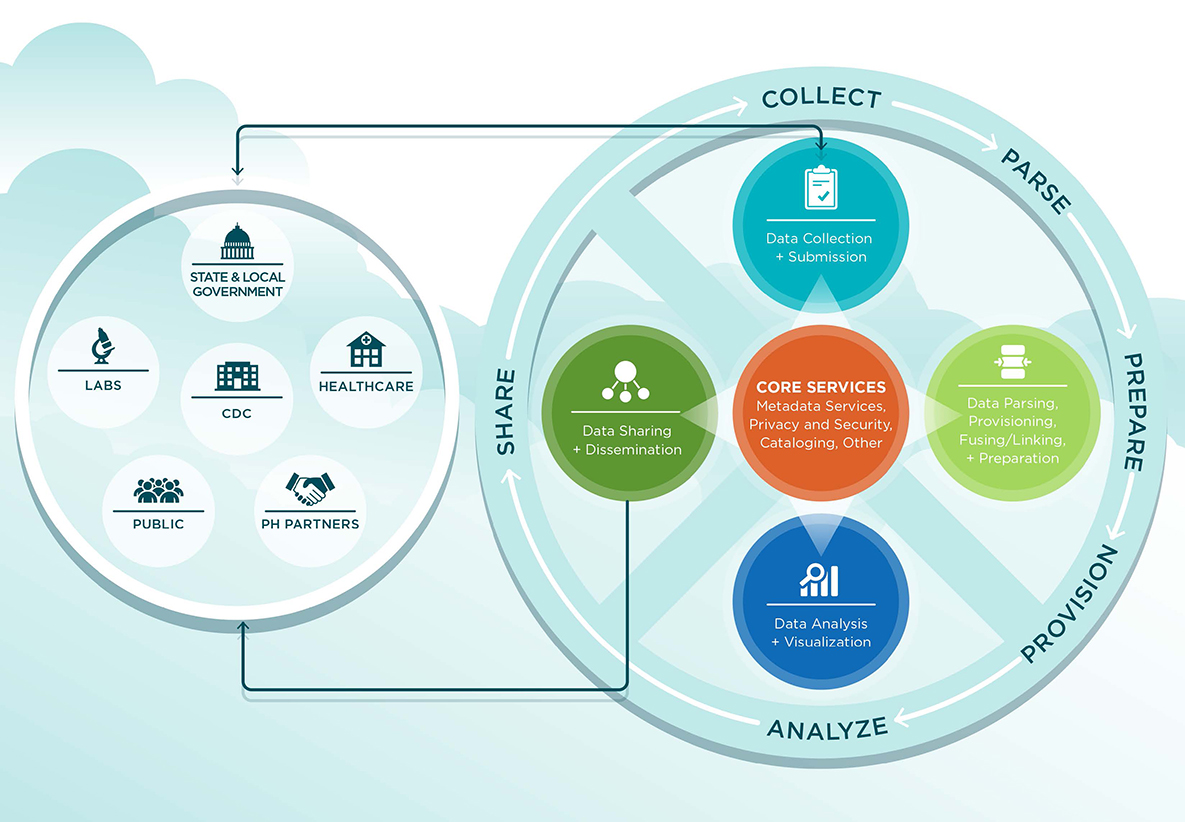 STATE & LOCAL
GOVERNMENT
LABS
CDC
HEALTHCARE
PUBLIC
PH PARTNERS
COLLECT
PARSE
PREPARE
PROVISION
ANALYZE
SHARE
Data Collection
+ Submission
Data Sharing
+ Dissemination
CORE SERVICES
Metadata Services,
Privacy and Security,
Cataloging, Other
Data Parsing,
Provisioning,
Fusing/Linking,
+ Preparation
Data Analysis
+ Visualization